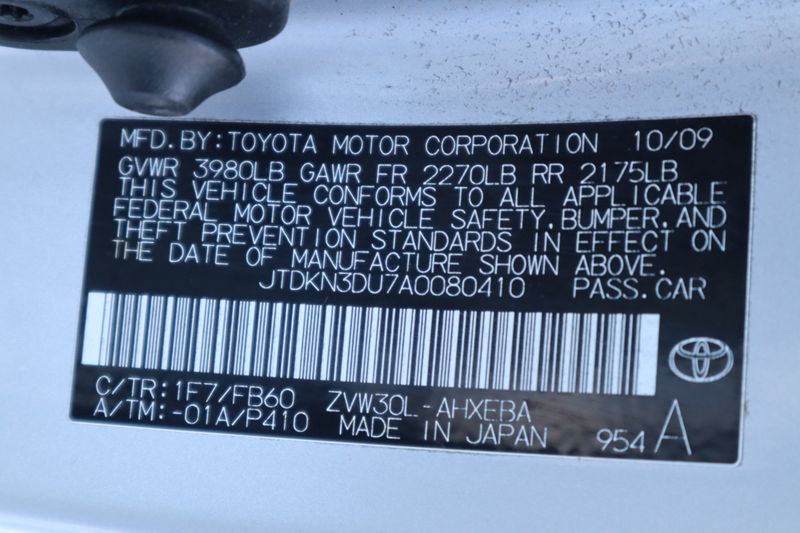 MFD. BY: TOYOTA MOTOR CORPORATION 10/09
GVWR 3980LB GAWR FR 2270LB RR 2175LB
THIS VEHICLE CONFORMS TO ALL APPLICABLE
FEDERAL MOTOR VEHICLE SAFETY, BUMPER, AND
THEFT PREVENTION STANDARDS IN EFFECT ON
THE DATE OF MANUFACTURE SHOWN ABOVE.
JTDKN3DU7A0080410 PASS. CAR
C/TR: 1F7/FB60 ZVW30L-AHXEBA
A/TM: -01A/P410 MADE IN JAPAN 954 A